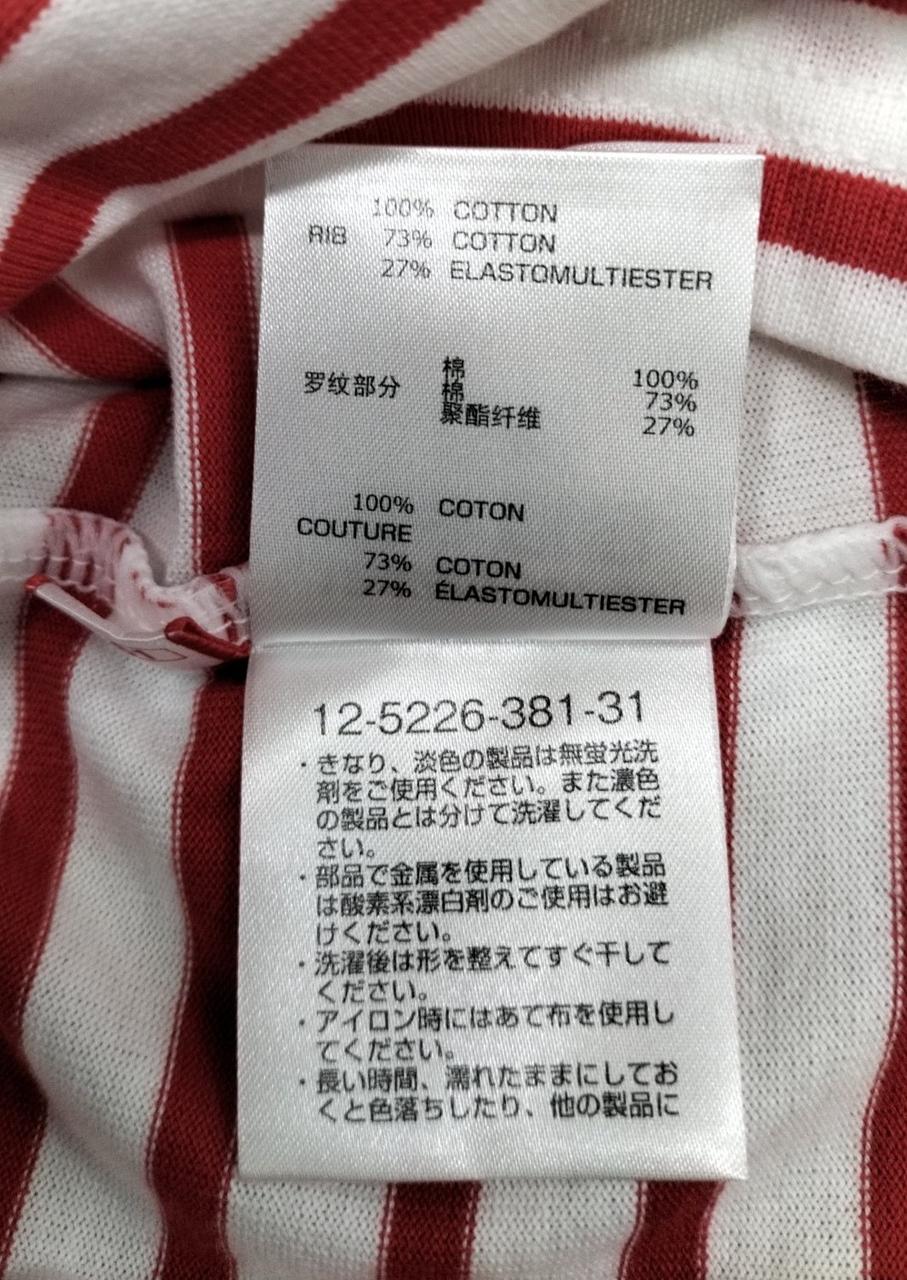 100% COTTON
RIB 73% COTTON
27% ELASTOMULTIESTER
棉 100%
罗纹部分 棉 73%
聚酯纤维 27%
100% COTON
COUTURE
73% COTON
27% ÉLASTOMULTIESTER
12-5226-381-31
・きなり、淡色の製品は無蛍光洗
剤をご使用ください。また濃色
の製品とは分けて洗濯してくだ
さい。
・部品で金属を使用している製品
は酸素系漂白剤のご使用はお避
けください。
・洗濯後は形を整えてすぐ干して
ください。
・アイロン時にはあて布を使用し
てください。
・長い時間、濡れたままにしてお
くと色落ちしたり、他の製品に